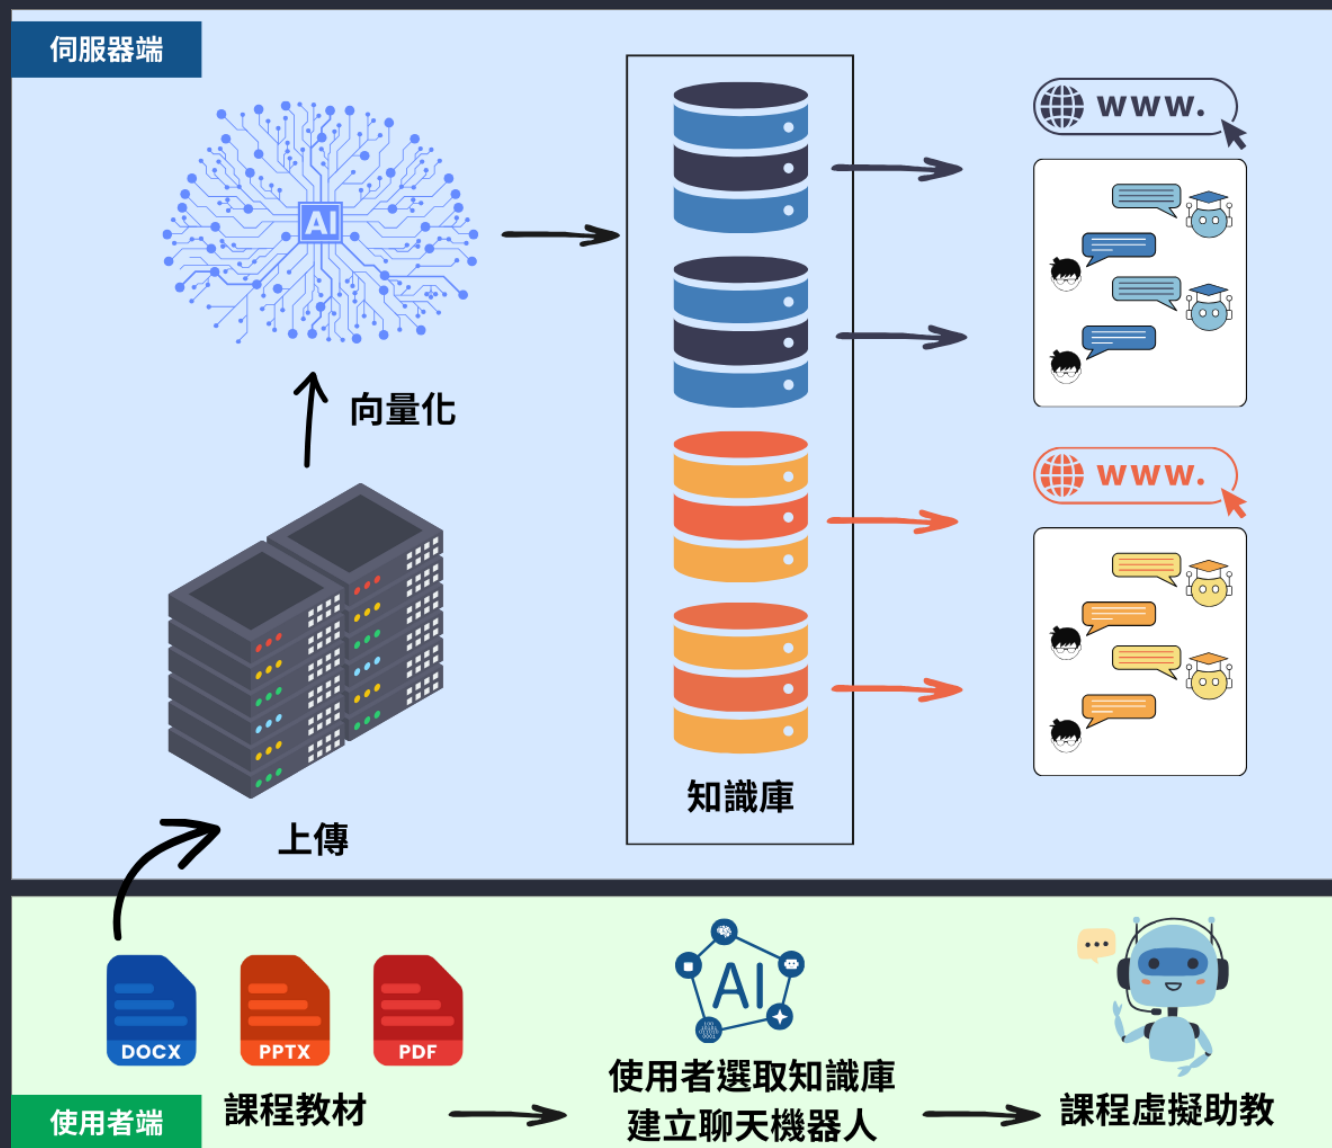 伺服器端
AI
www.
向量化
知識庫
上傳
www.
DOCX
PPTX
PDF
AI
使用者選取知識庫
建立聊天機器人
課程教材
課程虛擬助教
使用者端